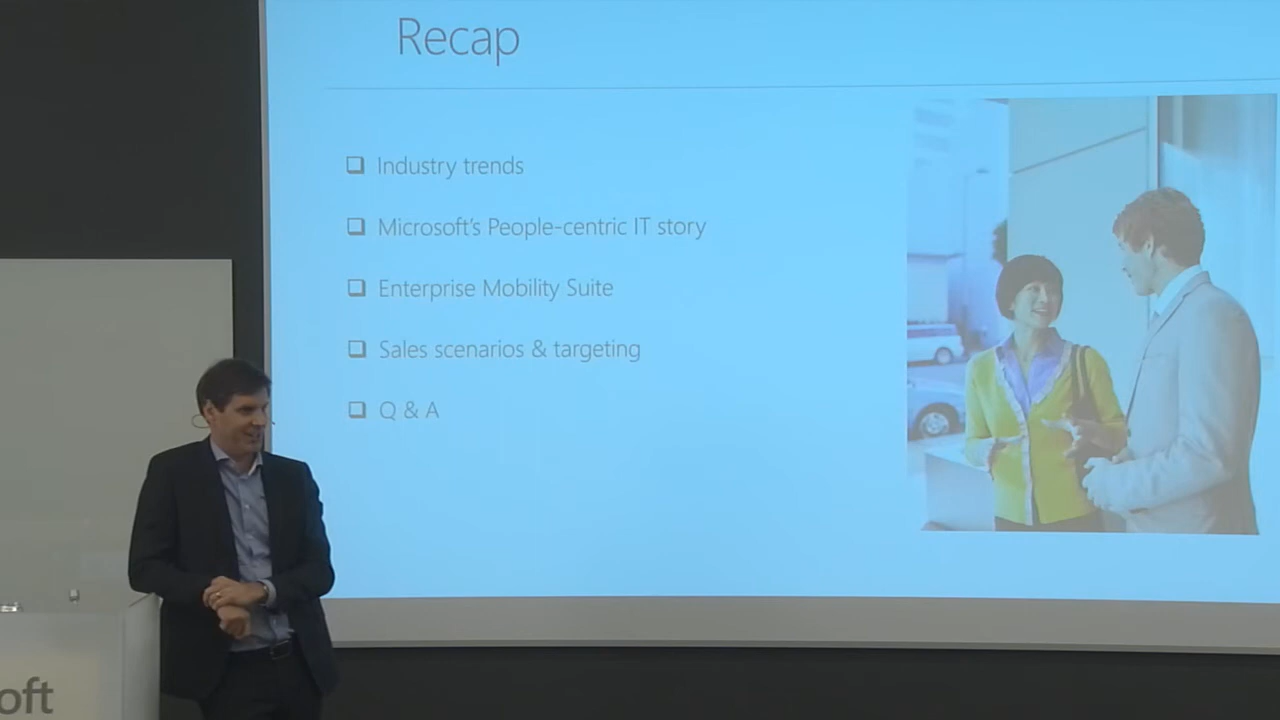 Recap
Industry trends
Microsoft's People-centric IT story
Enterprise Mobility Suite
Sales scenarios & targeting
Q & A
oft